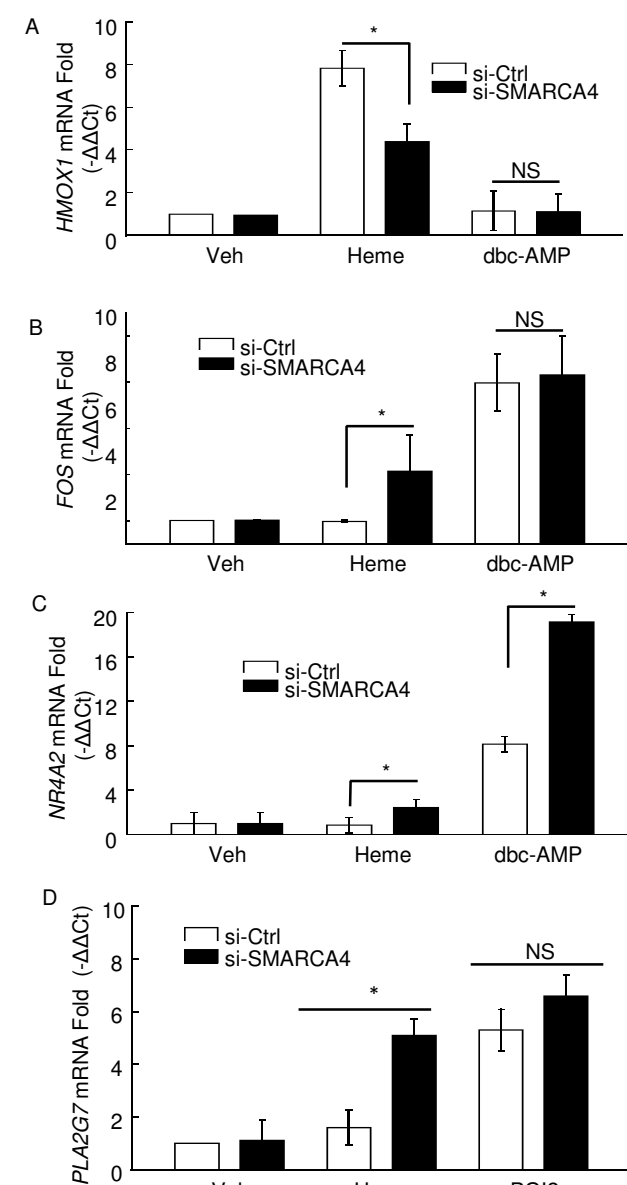 A
HMOX1 mRNA Fold
(-ΔΔCt)
10
8
6
4
2
0
*
si-Ctrl
si-SMARCA4
NS
Veh
Heme
dbc-AMP
B
FOS mRNA Fold
(-ΔΔCt)
10
8
6
4
2
si-Ctrl
si-SMARCA4
*
NS
Veh
Heme
dbc-AMP
C
NR4A2 mRNA Fold
(-ΔΔCt)
20
16
12
8
4
0
si-Ctrl
si-SMARCA4
*
*
Veh
Heme
dbc-AMP
D
PLA2G7 mRNA Fold (-ΔΔCt)
10
8
6
4
2
0
si-Ctrl
si-SMARCA4
*
NS